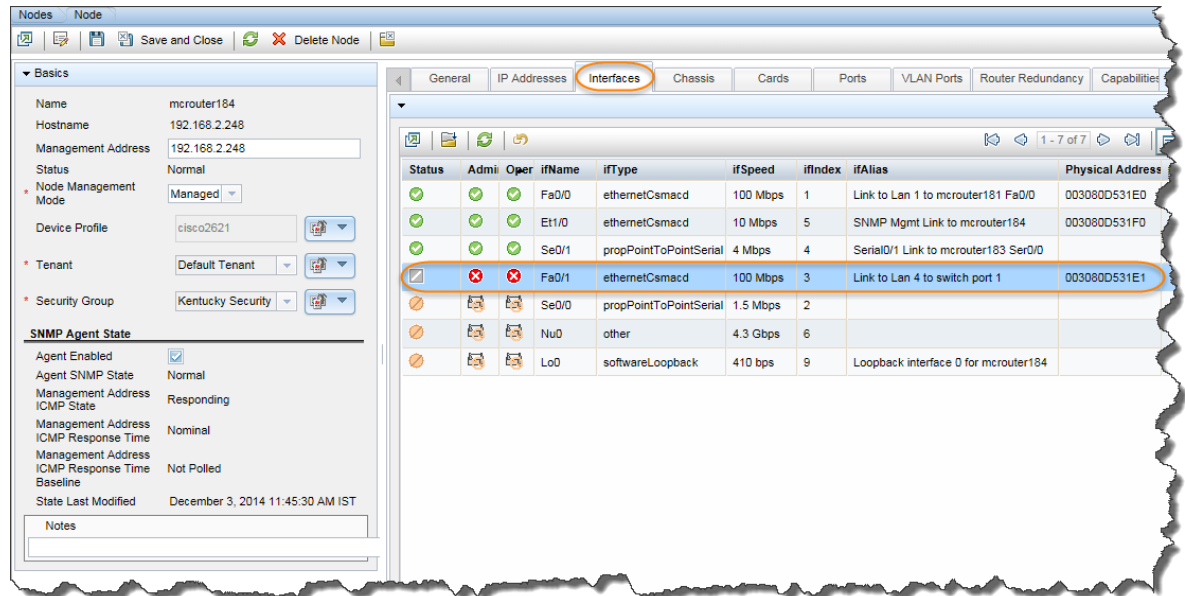 Nodes Node
Save and Close Delete Node
Basics
Name mcrouter184
Hostname 192.168.2.248
Management Address 192.168.2.248
Status Normal
* Node Management Mode Managed
Device Profile cisco2621
* Tenant Default Tenant
* Security Group Kentucky Security
SNMP Agent State
Agent Enabled
Agent SNMP State Normal
Management Address ICMP State Responding
Management Address ICMP Response Time Nominal
Management Address ICMP Response Time Baseline Not Polled
State Last Modified December 3, 2014 11:45:30 AM IST
Notes
General IP Addresses Interfaces Chassis Cards Ports VLAN Ports Router Redundancy Capabilities
1 - 7 of 7
Status Admi Oper ifName ifType ifSpeed ifIndex ifAlias Physical Address
Fa0/0 ethernetCsmacd 100 Mbps 1 Link to Lan 1 to mcrouter181 Fa0/0 003080D531E0
Et1/0 ethernetCsmacd 10 Mbps 5 SNMP Mgmt Link to mcrouter184 003080D531F0
Se0/1 propPointToPointSerial 4 Mbps 4 Serial0/1 Link to mcrouter183 Ser0/0
Fa0/1 ethernetCsmacd 100 Mbps 3 Link to Lan 4 to switch port 1 003080D531E1
Se0/0 propPointToPointSerial 1.5 Mbps 2
Nu0 other 4.3 Gbps 6
Lo0 softwareLoopback 410 bps 9 Loopback interface 0 for mcrouter184